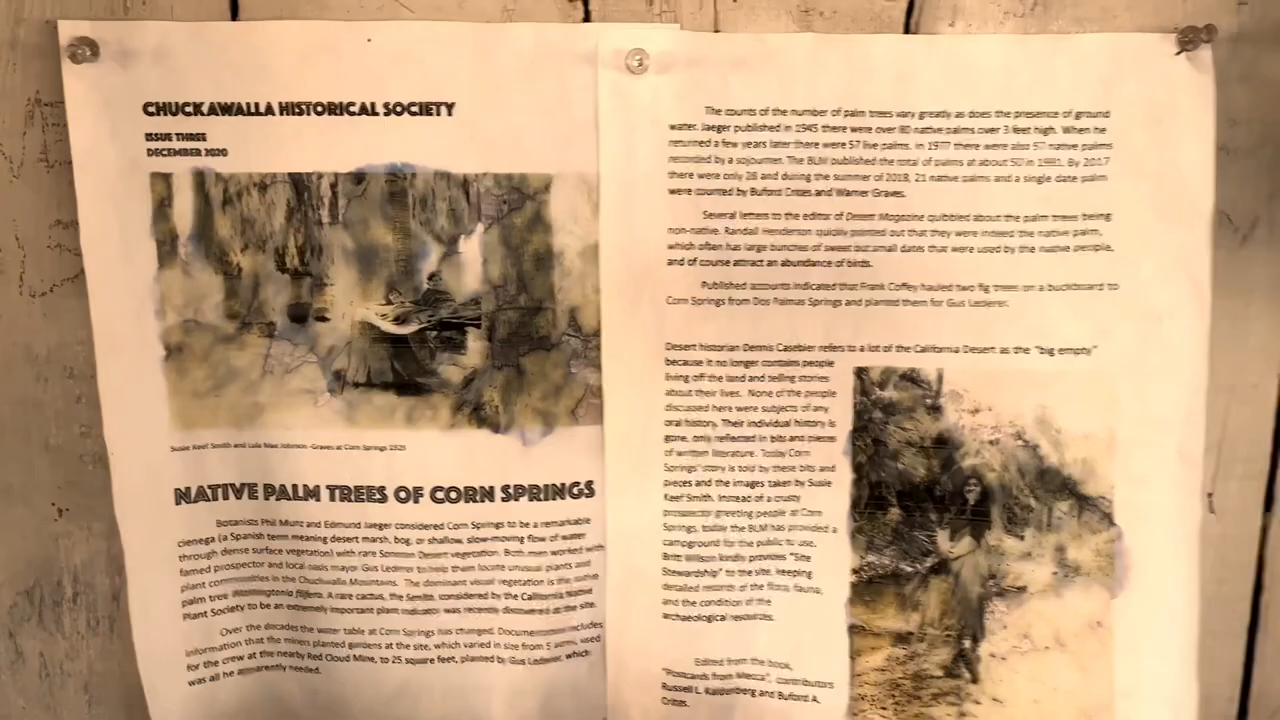 CHUCKAWALLA HISTORICAL SOCIETY
ISSUE THREE
DECEMBER 2020
Susie Keef Smith and Lula Mae Johnson -Graves at Corn Springs 1925
NATIVE PALM TREES OF CORN SPRINGS
Botanists Phil Munz and Edmund Jaeger considered Corn Springs to be a remarkable
cienega (a Spanish term meaning desert marsh, bog, or shallow, slow-moving flow of water
through dense surface vegetation) with rare Sonoran Desert vegetation. Both men worked with
famed prospector and local oasis mayor Gus Lederer to help them locate unusual plants and
plant communities in the Chuckwalla Mountains. The dominant visual vegetation is the native
palm tree Washingtonia filifera. A rare cactus, the considered by the California Native
Plant Society to be an extremely important plant indicator was recently discovered at the site.
Over the decades the water table at Corn Springs has changed. Documentation includes
information that the miners planted gardens at the site, which varied in size from 5 acres, used
for the crew at the nearby Red Cloud Mine, to 25 square feet, planted by Gus Lederer, which
was all he apparently needed.
The counts of the number of palm trees vary greatly as does the presence of ground
water. Jaeger published in 1945 there were over 80 native palms over 3 feet high. When he
returned a few years later there were 57 live palms. in 1977 there were also 57 native palms
recorded by a sojourner. The BLM published the total of palms at about 50 in 1981. By 2017
there were only 28 and during the summer of 2018, 21 native palms and a single date palm
were counted by Buford Crites and Warner Graves.
Several letters to the editor of Desert Magazine quibbled about the palm trees being
non-native. Randall Henderson quickly pointed out that they were indeed the native palm,
which often has large bunches of sweet but small dates that were used by the native people,
and of course attract an abundance of birds.
Published accounts indicated that Frank Coffey hauled two fig trees on a buckboard to
Corn Springs from Dos Palmas Springs and planted them for Gus Lederer.
Desert historian Dennis Casebier refers to a lot of the California Desert as the "big empty"
because it no longer contains people
living off the land and telling stories
about their lives. None of the people
discussed here were subjects of any
oral history. Their individual history is
gone, only reflected in bits and pieces
of written literature. Today Corn
Springs' story is told by these bits and
pieces and the images taken by Susie
Keef Smith. Instead of a crusty
prospector greeting people at Corn
Springs, today the BLM has provided a
campground for the public to use.
Britt Wilson kindly provides "Site
Stewardship" to the site, keeping
detailed records of the flora, fauna,
and the condition of the
archaeological resources.
Edited from the book,
"Postcards from Mecca", contributors
Russell L. Kaldenberg and Buford A.
Crites.